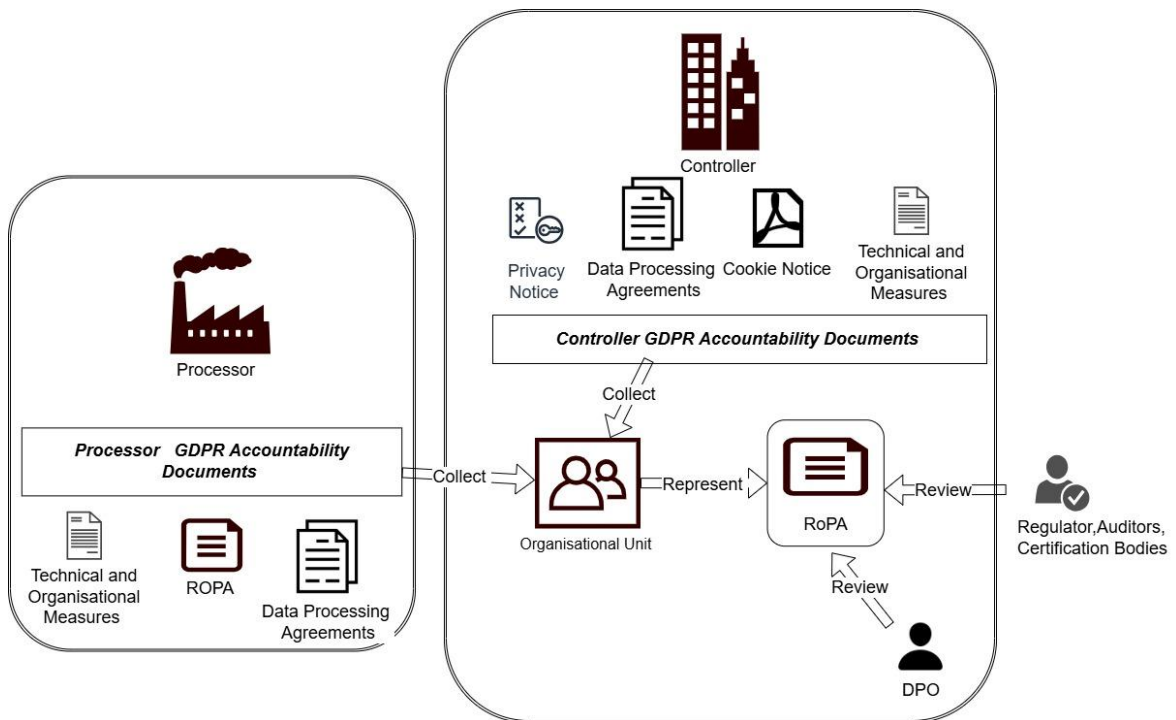 Processor
Processor GDPR Accountability
Documents
Technical and
Organisational
Measures
ROPA
Data Processing
Agreements
Collect
Controller
Privacy
Notice
Data Processing
Agreements
Cookie Notice
Technical and
Organisational
Measures
Controller GDPR Accountability Documents
Collect
Organisational Unit
Represent
RoPA
Review
Regulator,Auditors,
Certification Bodies
Review
DPO